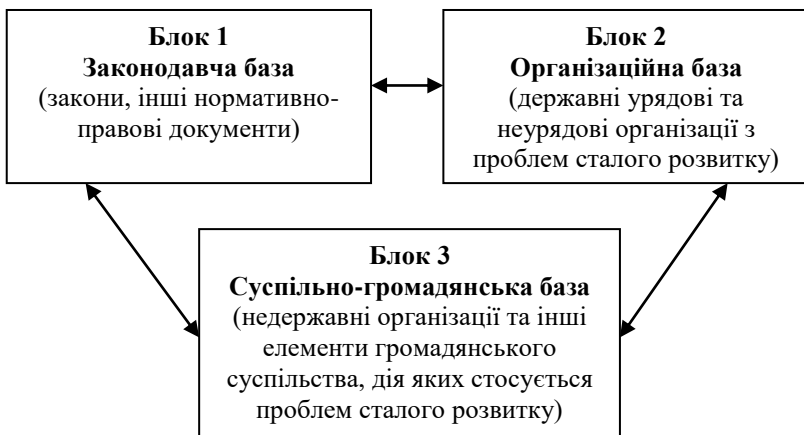 Блок 1
Законодавча база
(закони, інші нормативно-
правові документи)
Блок 2
Організаційна база
(державні урядові та
неурядові організації з
проблем сталого розвитку)
Блок 3
Суспільно-громадянська база
(недержавні організації та інші
елементи громадянського
суспільства, дія яких стосується
проблем сталого розвитку)